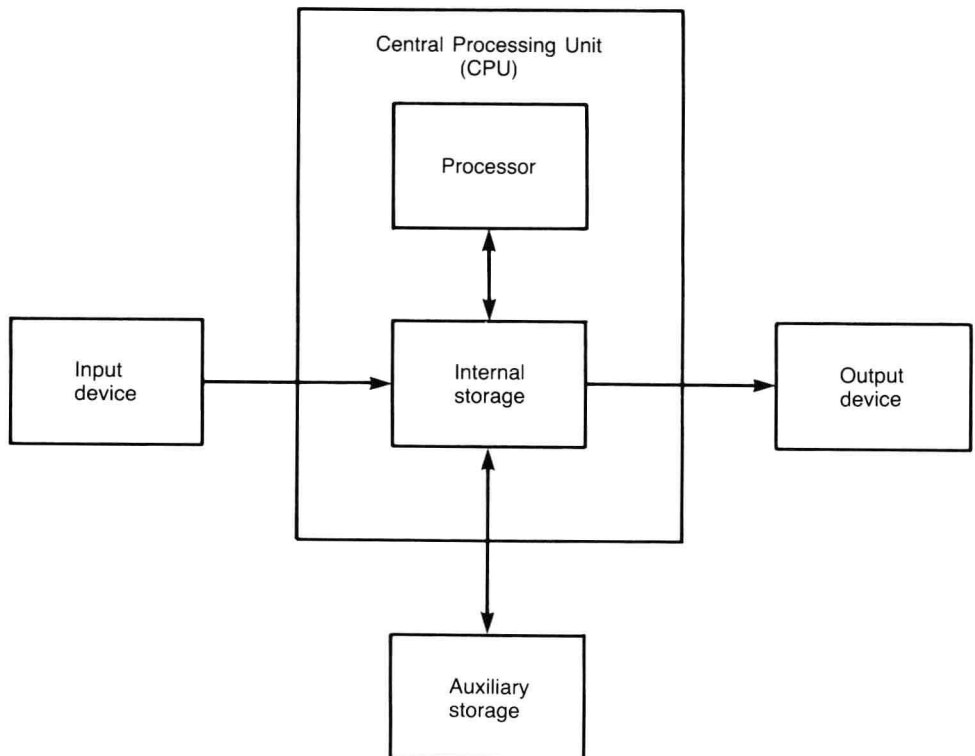 Central Processing Unit
(CPU)
Processor
Input
device
Internal
storage
Output
device
Auxiliary
storage